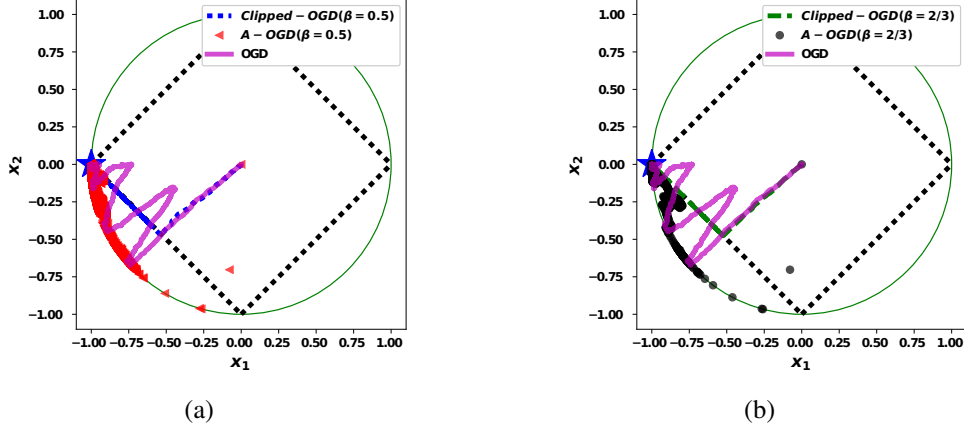 Clipped − OGD(β = 0.5)
A − OGD(β = 0.5)
OGD
1.00
0.75
0.50
0.25
0.00
−0.25
−0.50
−0.75
−1.00
x₂
−1.00 −0.75 −0.50 −0.25 0.00 0.25 0.50 0.75 1.00
x₁
(a)
Clipped − OGD(β = 2/3)
A − OGD(β = 2/3)
OGD
1.00
0.75
0.50
0.25
0.00
−0.25
−0.50
−0.75
−1.00
x₂
−1.00 −0.75 −0.50 −0.25 0.00 0.25 0.50 0.75 1.00
x₁
(b)